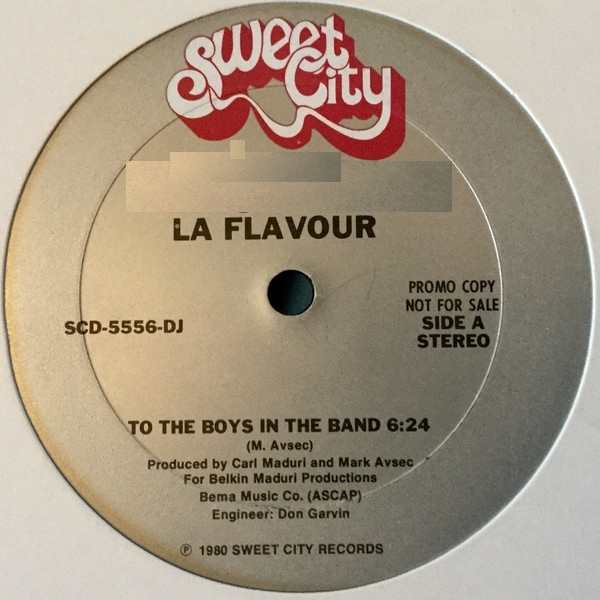 Sweet
City
LA FLAVOUR
PROMO COPY
NOT FOR SALE
SCD-5556-DJ
SIDE A
STEREO
TO THE BOYS IN THE BAND 6:24
(M. Avsec)
Produced by Carl Maduri and Mark Avsec
For Belkin Maduri Productions
Bema Music Co. (ASCAP)
Engineer: Don Garvin
℗ 1980 SWEET CITY RECORDS